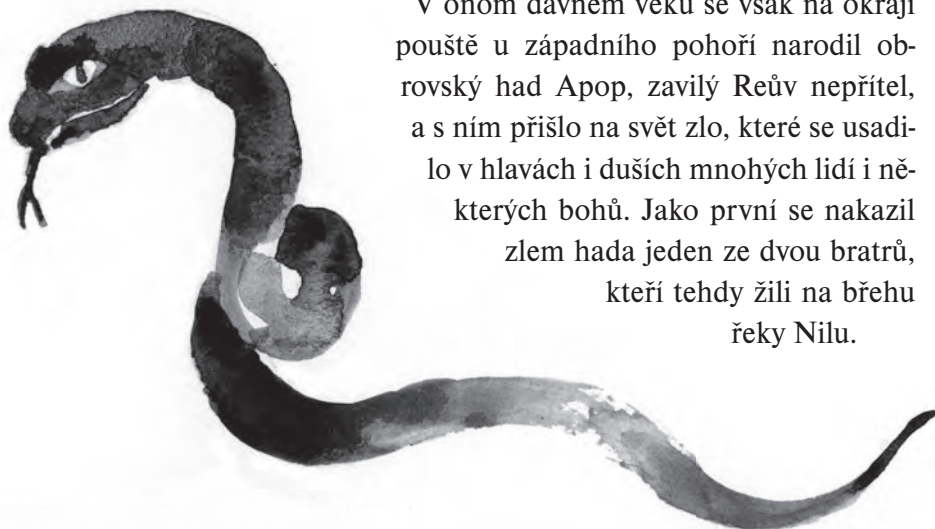 V onom dávném věku se však na okraji
pouště u západního pohoří narodil ob-
rovský had Apop, zavilý Reův nepřítel,
a s ním přišlo na svět zlo, které se usadi-
lo v hlavách i duších mnohých lidí i ně-
kterých bohů. Jako první se nakazil
zlem hada jeden ze dvou bratrů,
kteří tehdy žili na břehu
řeky Nilu.